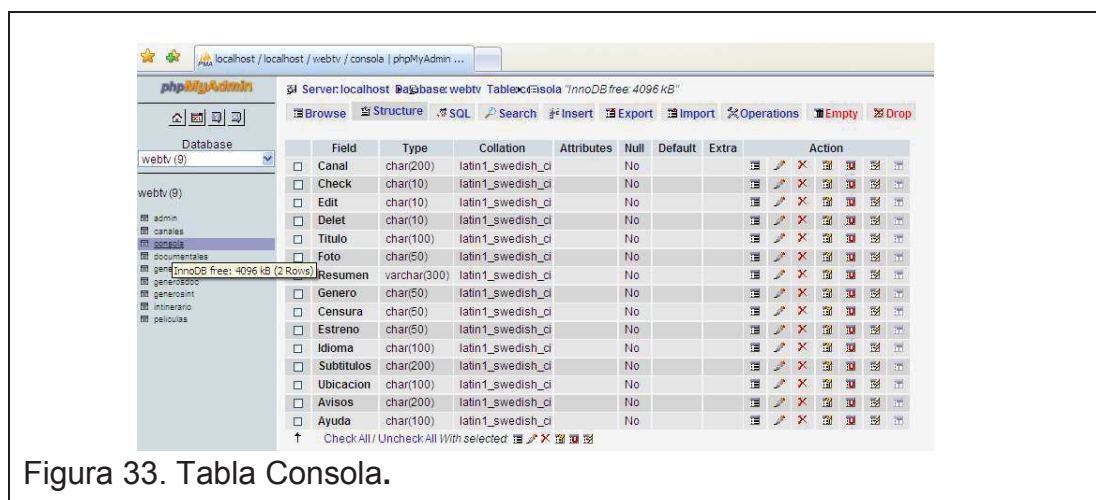 localhost / localhost / webtv / consola | phpMyAdmin ...
phpMyAdmin
Database
webtv (9)
webtv (9)
admin
canales
consola
documentales
InnoDB free: 4096 kB (2 Rows)
generosdoc
generosint
intinerario
peliculas
Server: localhost Database: webtv Table: consola "InnoDB free: 4096 kB"
Browse Structure SQL Search Insert Export Import Operations Empty Drop
Field Type Collation Attributes Null Default Extra Action
Canal char(200) latin1_swedish_ci No
Check char(10) latin1_swedish_ci No
Edit char(10) latin1_swedish_ci No
Delet char(10) latin1_swedish_ci No
Titulo char(100) latin1_swedish_ci No
Foto char(50) latin1_swedish_ci No
Resumen varchar(300) latin1_swedish_ci No
Genero char(50) latin1_swedish_ci No
Censura char(50) latin1_swedish_ci No
Estreno char(50) latin1_swedish_ci No
Idioma char(100) latin1_swedish_ci No
Subtitulos char(200) latin1_swedish_ci No
Ubicacion char(100) latin1_swedish_ci No
Avisos char(200) latin1_swedish_ci No
Ayuda char(100) latin1_swedish_ci No
Check All / Uncheck All With selected:
Figura 33. Tabla Consola.